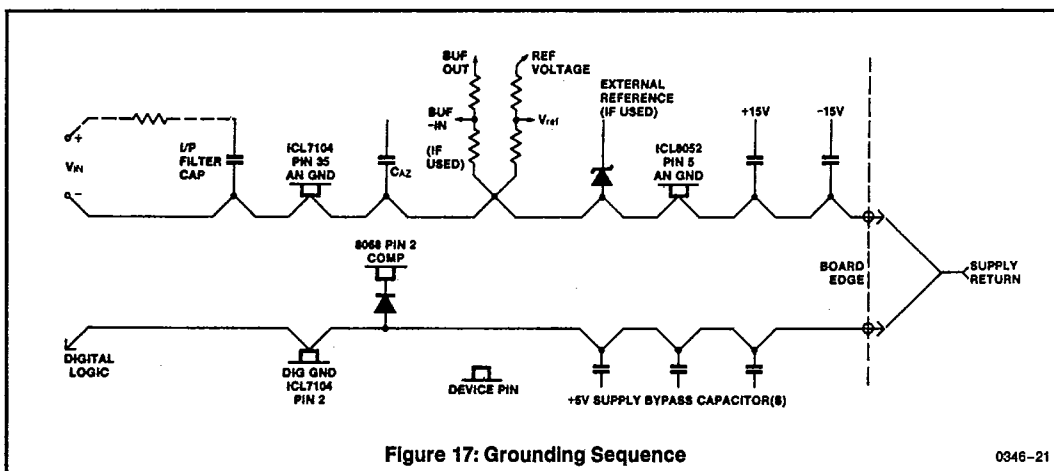 BUF
OUT
REF
VOLTAGE
EXTERNAL
REFERENCE
(IF USED)
+15V
-15V
BUF
-IN
(IF
USED)
Vref
+
VIN
-
I/P
FILTER
CAP
ICL7104
PIN 35
AN GND
CAZ
ICL8052
PIN 5
AN GND
8068 PIN 2
COMP
BOARD
EDGE
SUPPLY
RETURN
DIGITAL
LOGIC
DIG GND
ICL7104
PIN 2
DEVICE PIN
+5V SUPPLY BYPASS CAPACITOR(S)
Figure 17: Grounding Sequence
0346-21